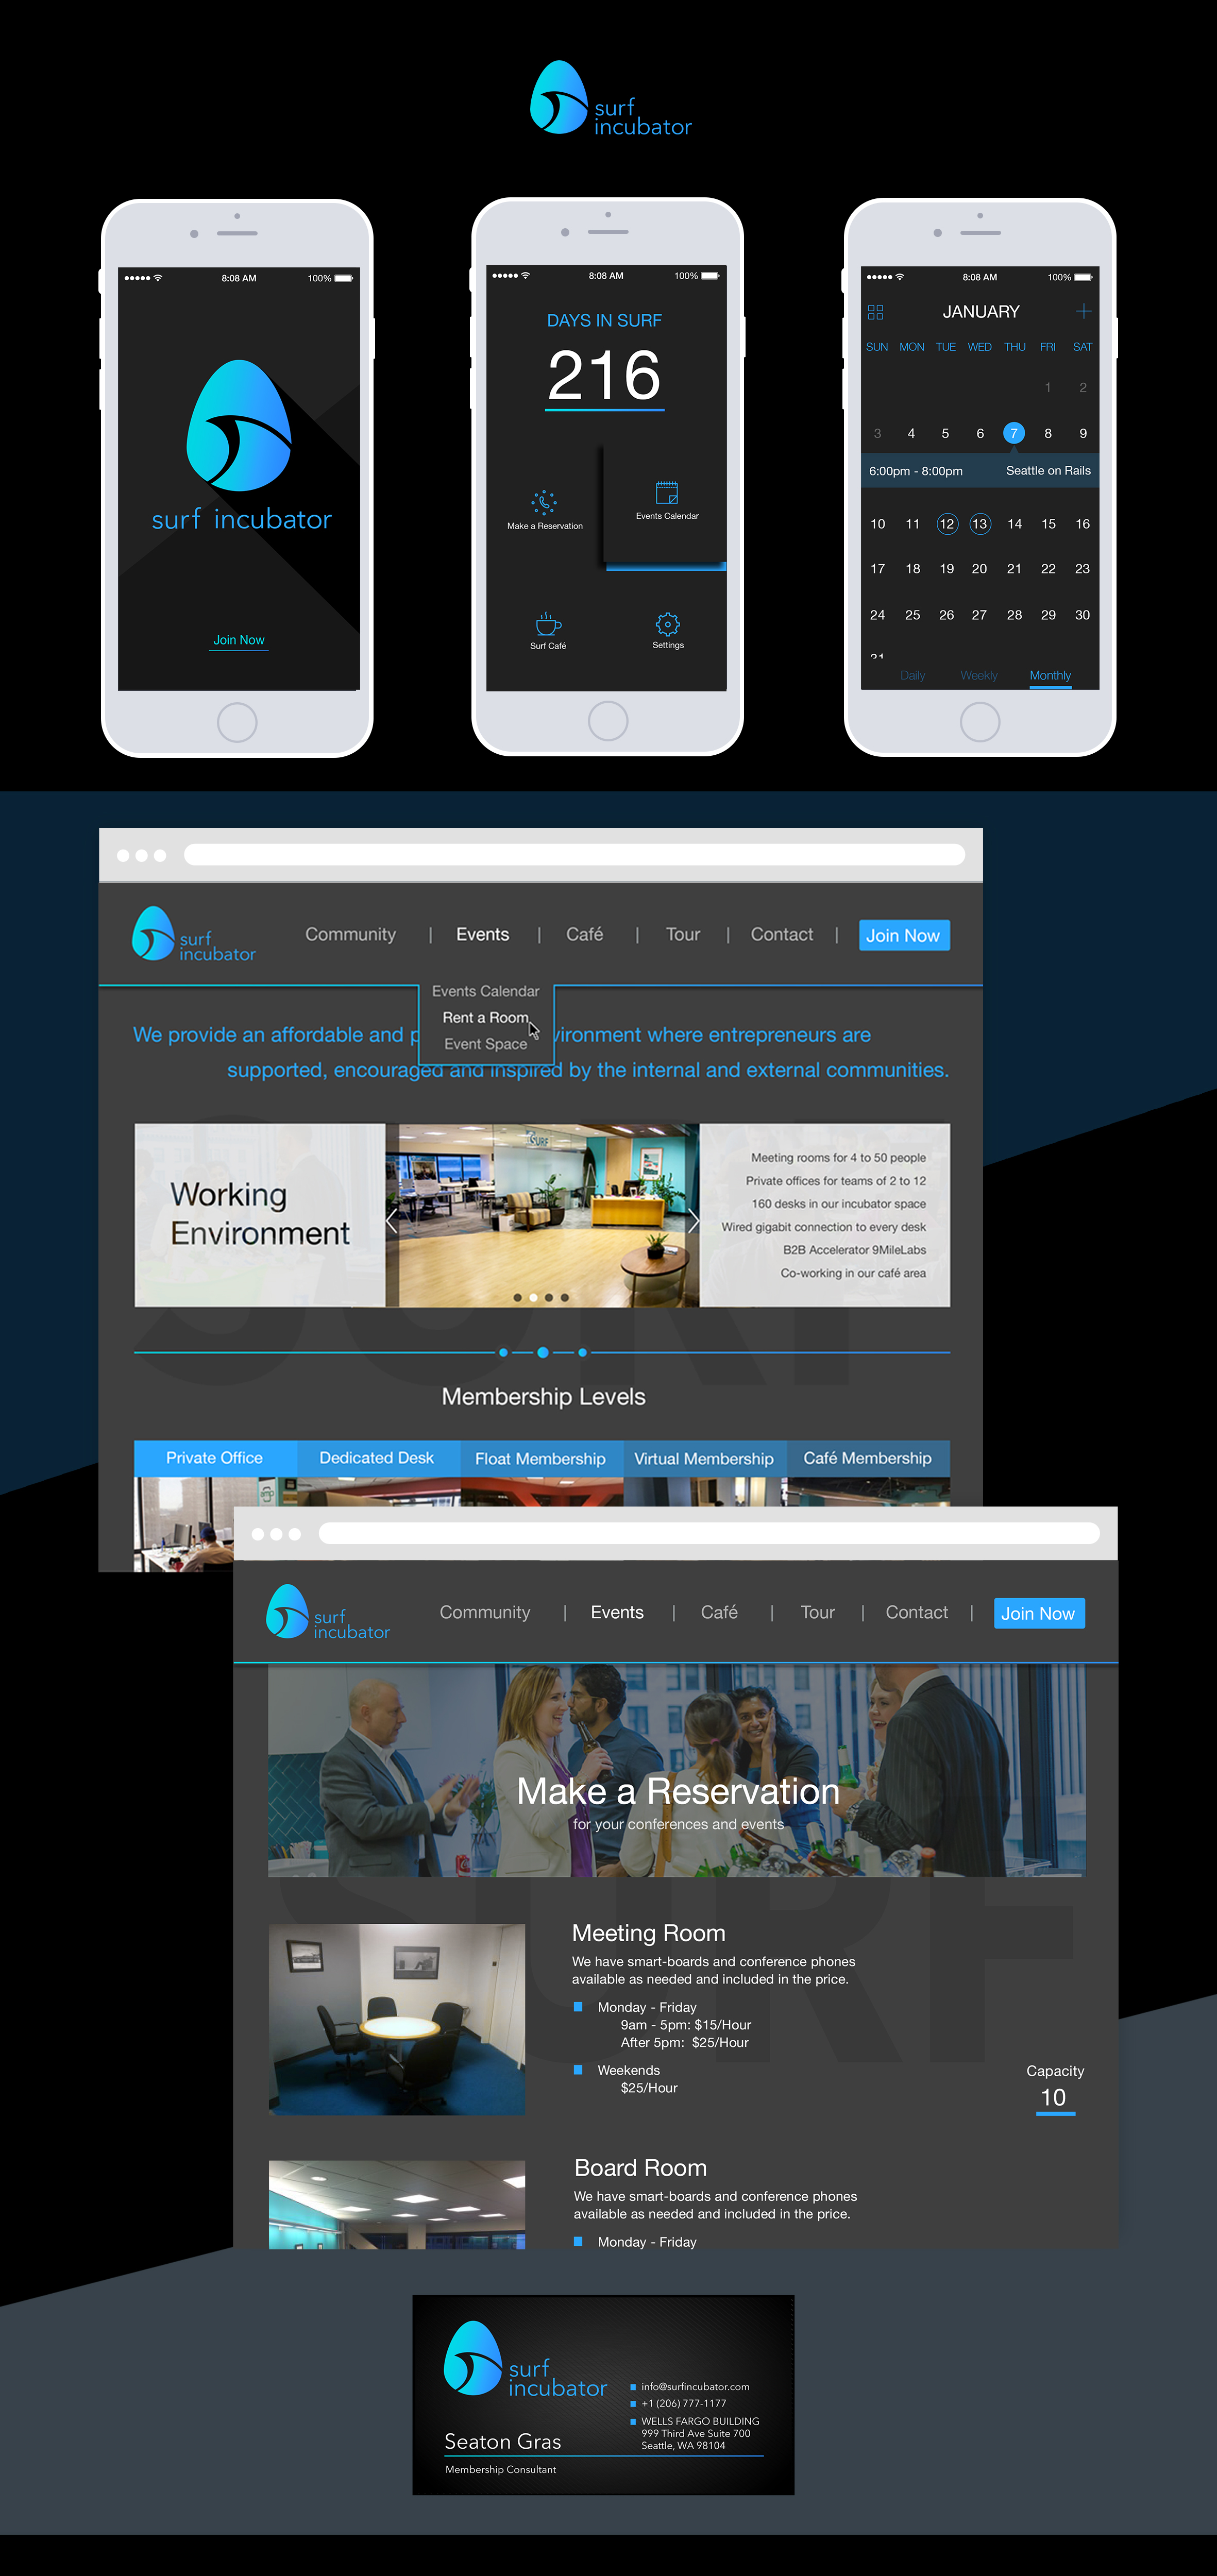 surf
incubator
8:08 AM
100%
surf incubator
Join Now
8:08 AM
100%
DAYS IN SURF
216
Make a Reservation
Events Calendar
Surf Café
Settings
8:08 AM
100%
JANUARY
SUN MON TUE WED THU FRI SAT
1 2
3 4 5 6 7 8 9
6:00pm - 8:00pm Seattle on Rails
10 11 12 13 14 15 16
17 18 19 20 21 22 23
24 25 26 27 28 29 30
31
Daily Weekly Monthly
surf
incubator
Community | Events | Café | Tour | Contact | Join Now
Events Calendar
Rent a Room
Event Space
We provide an affordable and p vironment where entrepreneurs are
supported, encouraged and inspired by the internal and external communities.
SURF
Working
Environment
SURF
Meeting rooms for 4 to 50 people
Private offices for teams of 2 to 12
160 desks in our incubator space
Wired gigabit connection to every desk
B2B Accelerator 9MileLabs
Co-working in our café area
Membership Levels
Private Office Dedicated Desk Float Membership Virtual Membership Café Membership
surf
incubator
Community | Events | Café | Tour | Contact | Join Now
Make a Reservation
for your conferences and events
SURF
Meeting Room
We have smart-boards and conference phones
available as needed and included in the price.
Monday - Friday
9am - 5pm: $15/Hour
After 5pm: $25/Hour
Weekends
$25/Hour
Capacity
10
Board Room
We have smart-boards and conference phones
available as needed and included in the price.
Monday - Friday
surf
incubator
info@surfincubator.com
+1 (206) 777-1177
WELLS FARGO BUILDING
999 Third Ave Suite 700
Seattle, WA 98104
Seaton Gras
Membership Consultant